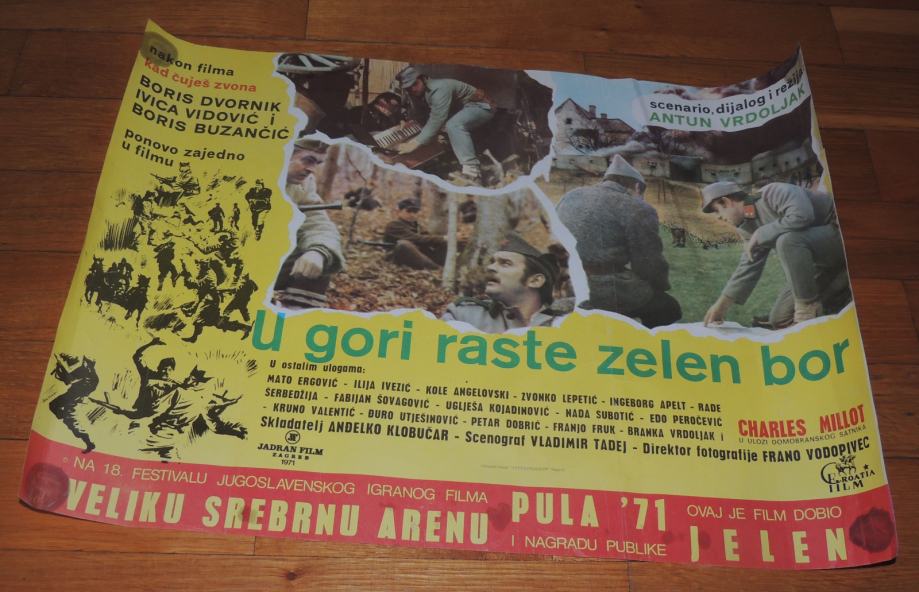 nakon filma
kad čuješ zvona
BORIS DVORNIK
IVICA VIDOVIĆ i
BORIS BUZANČIĆ
ponovo zajedno
u filmu
scenario, dijalog i režija
ANTUN VRDOLJAK
U gori raste zelen bor
U ostalim ulogama:
MATO ERGOVIĆ - ILIJA IVEZIĆ - KOLE ANGELOVSKI - ZVONKO LEPETIĆ - INGEBORG APELT - RADE
ŠERBEDŽIJA - FABIJAN ŠOVAGOVIĆ - UGLJEŠA KOJADINOVIĆ - NADA SUBOTIĆ - EDO PEROČEVIĆ
- KRUNO VALENTIĆ - ĐURO UTJEŠINOVIĆ - PETAR DOBRIĆ - FRANJO FRUK - BRANKA VRDOLJAK i
CHARLES MILLOT
U ULOZI DOMOBRANSKOG SATNIKA
Skladatelj ANĐELKO KLOBUČAR - Scenograf VLADIMIR TADEJ - Direktor fotografije FRANO VODOPIVEC
JADRAN FILM
ZAGREB
1971
CROATIA
FILM
NA 18. FESTIVALU JUGOSLAVENSKOG IGRANOG FILMA
VELIKU SREBRNU ARENU
PULA '71
I NAGRADU PUBLIKE
OVAJ JE FILM DOBIO
JELEN